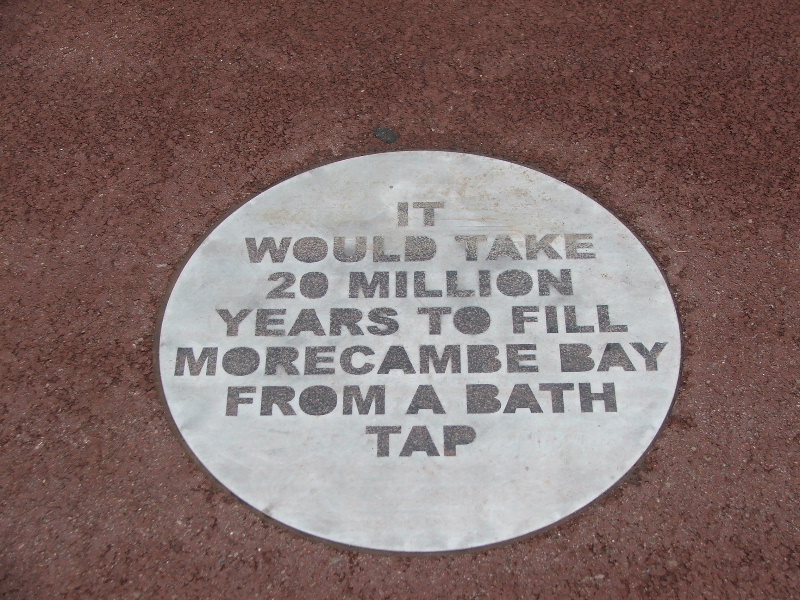 IT
WOULD TAKE
20 MILLION
YEARS TO FILL
MORECAMBE BAY
FROM A BATH
TAP